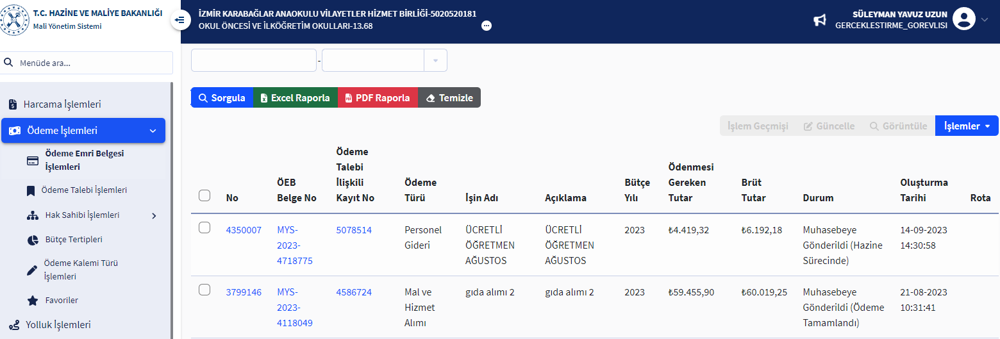 T.C. HAZİNE VE MALİYE BAKANLIĞI
Mali Yönetim Sistemi
İZMİR KARABAĞLAR ANAOKULU VİLAYETLER HİZMET BİRLİĞİ-5020520181
OKUL ÖNCESİ VE İLKÖĞRETİM OKULLARI-13.68
SÜLEYMAN YAVUZ UZUN
GERCEKLESTIRME_GOREVLISI
Menüde ara...
Harcama İşlemleri
Ödeme İşlemleri
Ödeme Emri Belgesi
İşlemleri
Ödeme Talebi İşlemleri
Hak Sahibi İşlemleri
Bütçe Tertipleri
Ödeme Kalemi Türü
İşlemleri
Favoriler
Yolluk İşlemleri
-
Sorgula Excel Raporla PDF Raporla Temizle
İşlem Geçmişi Güncelle Görüntüle İşlemler
No
ÖEB
Belge No
Ödeme
Talebi
İlişkili
Kayıt No
Ödeme
Türü
İşin Adı
Açıklama
Bütçe
Yılı
Ödenmesi
Gereken
Tutar
Brüt
Tutar
Durum
Oluşturma
Tarihi
Rota
4350007
MYS-
2023-
4718775
5078514
Personel
Gideri
ÜCRETLİ
ÖĞRETMEN
AĞUSTOS
ÜCRETLİ
ÖĞRETMEN
AĞUSTOS
2023
₺4.419,32
₺6.192,18
Muhasebeye
Gönderildi (Hazine
Sürecinde)
14-09-2023
14:30:58
3799146
MYS-
2023-
4118049
4586724
Mal ve
Hizmet
Alımı
gıda alımı 2
gıda alımı 2
2023
₺59.455,90
₺60.019,25
Muhasebeye
Gönderildi (Ödeme
Tamamlandı)
21-08-2023
10:31:41